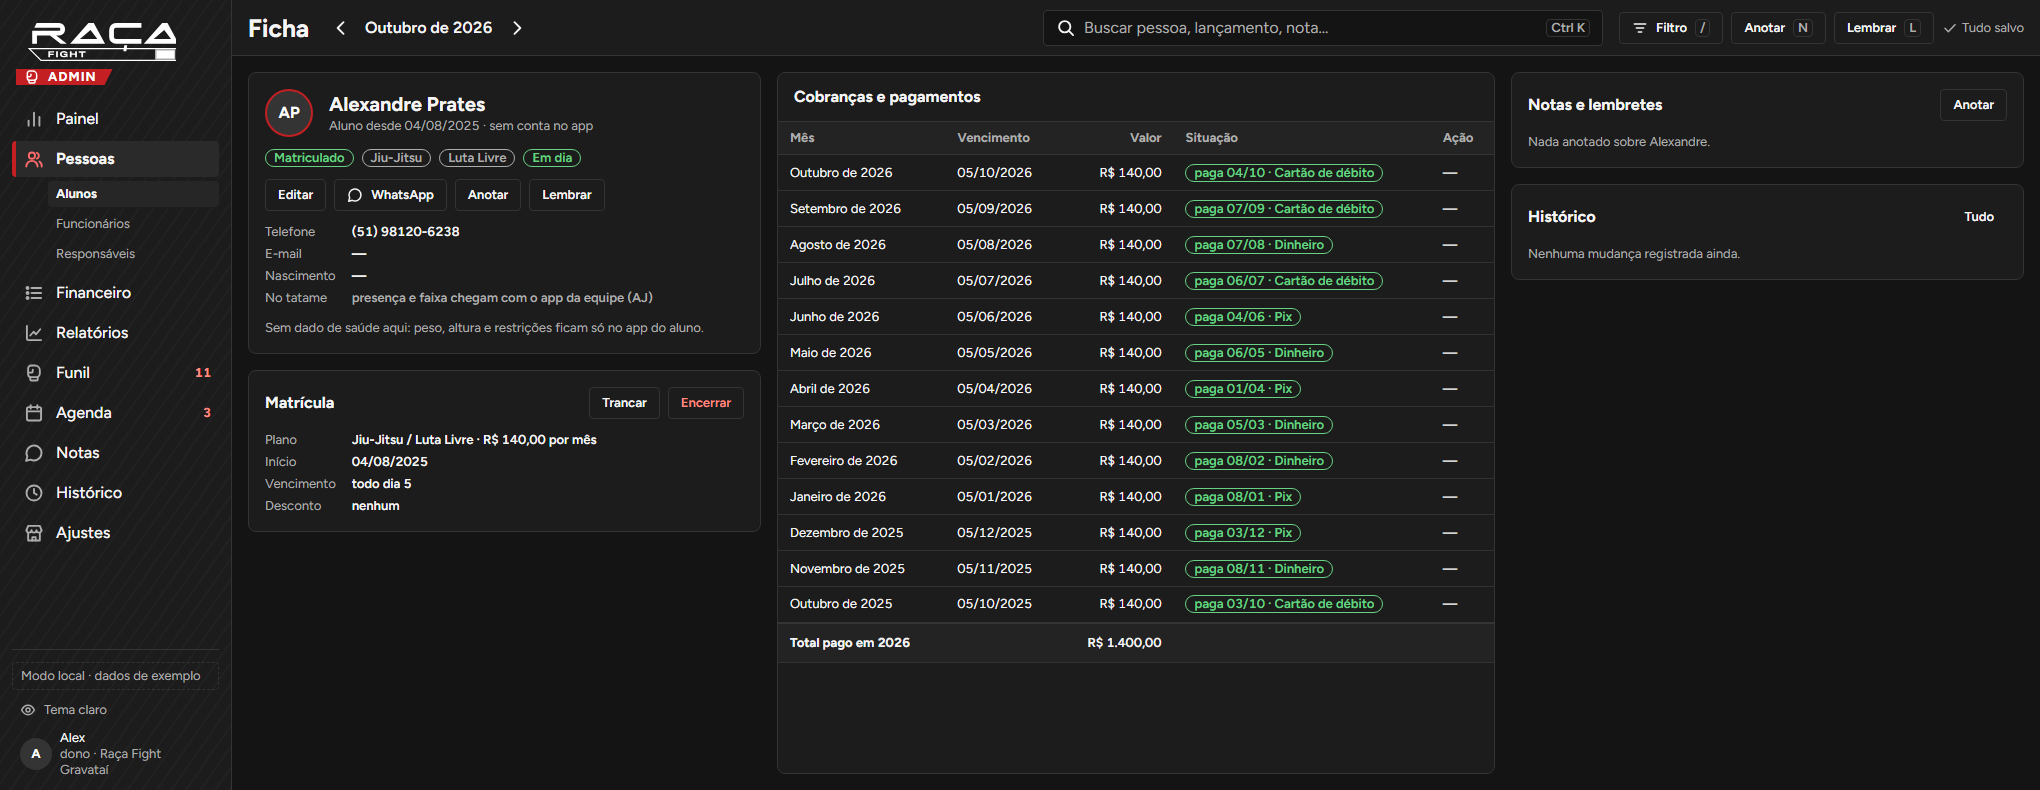 RAÇA
FIGHT
ADMIN
Painel
Pessoas
Alunos
Funcionários
Responsáveis
Financeiro
Relatórios
Funil 11
Agenda 3
Notas
Histórico
Ajustes
Modo local · dados de exemplo
Tema claro
A
Alex
dono · Raça Fight
Gravataí
Ficha
Outubro de 2026
Buscar pessoa, lançamento, nota... Ctrl K
Filtro /
Anotar N
Lembrar L
Tudo salvo
AP
Alexandre Prates
Aluno desde 04/08/2025 · sem conta no app
Matriculado Jiu-Jitsu Luta Livre Em dia
Editar WhatsApp Anotar Lembrar
Telefone (51) 98120-6238
E-mail —
Nascimento —
No tatame presença e faixa chegam com o app da equipe (AJ)
Sem dado de saúde aqui: peso, altura e restrições ficam só no app do aluno.
Matrícula Trancar Encerrar
Plano Jiu-Jitsu / Luta Livre · R$ 140,00 por mês
Início 04/08/2025
Vencimento todo dia 5
Desconto nenhum
Cobranças e pagamentos
Mês Vencimento Valor Situação Ação
Outubro de 2026 05/10/2026 R$ 140,00 paga 04/10 · Cartão de débito —
Setembro de 2026 05/09/2026 R$ 140,00 paga 07/09 · Cartão de débito —
Agosto de 2026 05/08/2026 R$ 140,00 paga 07/08 · Dinheiro —
Julho de 2026 05/07/2026 R$ 140,00 paga 06/07 · Cartão de débito —
Junho de 2026 05/06/2026 R$ 140,00 paga 04/06 · Pix —
Maio de 2026 05/05/2026 R$ 140,00 paga 06/05 · Dinheiro —
Abril de 2026 05/04/2026 R$ 140,00 paga 01/04 · Pix —
Março de 2026 05/03/2026 R$ 140,00 paga 05/03 · Dinheiro —
Fevereiro de 2026 05/02/2026 R$ 140,00 paga 08/02 · Dinheiro —
Janeiro de 2026 05/01/2026 R$ 140,00 paga 08/01 · Pix —
Dezembro de 2025 05/12/2025 R$ 140,00 paga 03/12 · Pix —
Novembro de 2025 05/11/2025 R$ 140,00 paga 08/11 · Dinheiro —
Outubro de 2025 05/10/2025 R$ 140,00 paga 03/10 · Cartão de débito —
Total pago em 2026 R$ 1.400,00
Notas e lembretes Anotar
Nada anotado sobre Alexandre.
Histórico Tudo
Nenhuma mudança registrada ainda.